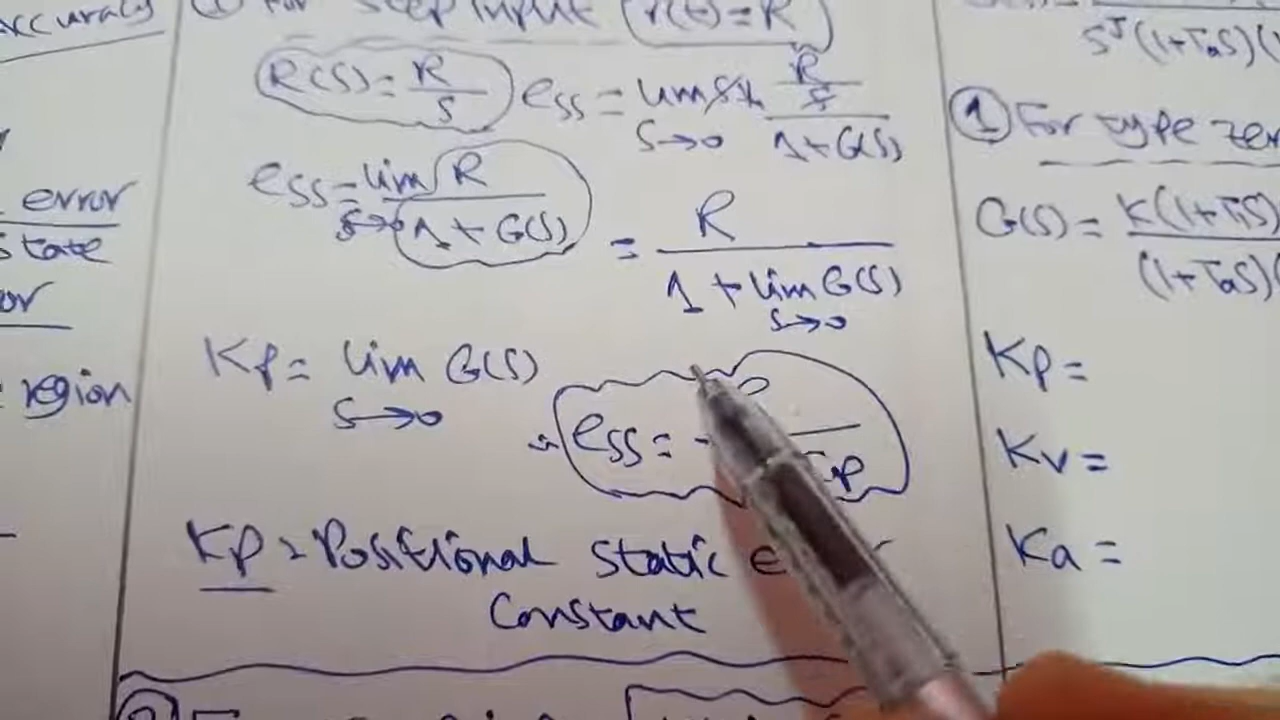 Accuracy
error
state
or
region
① For step input r(t)=R
R(s)=R/s ess = lim s* (R/s)/(1+G(s))
s→0
ess = lim R/(1+G(s)) = R/(1+lim G(s))
s→0 s→0
Kp = lim G(s)
s→0
ess =
Kp = Positional static
Constant
②
S^J(1+TaS)(
① For type zero
G(s) = K(1+T1S)
(1+TaS)(
Kp =
Kv =
Ka =